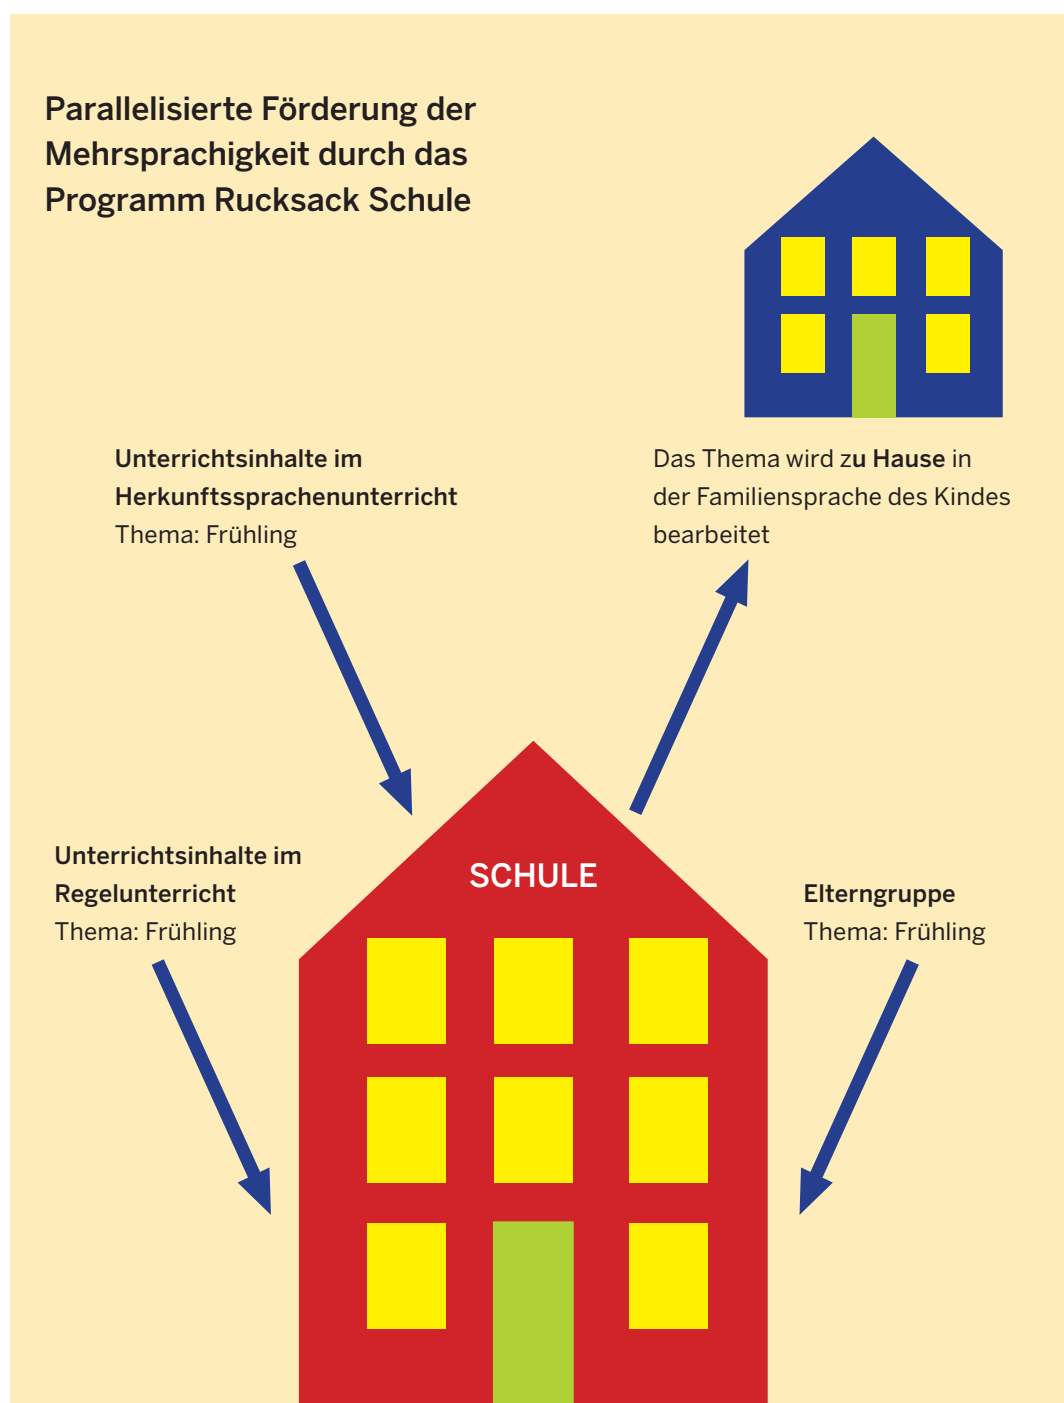 Parallelisierte Förderung der
Mehrsprachigkeit durch das
Programm Rucksack Schule
Unterrichtsinhalte im
Herkunftssprachenunterricht
Thema: Frühling
Das Thema wird zu Hause in
der Familiensprache des Kindes
bearbeitet
Unterrichtsinhalte im
Regelunterricht
Thema: Frühling
SCHULE
Elterngruppe
Thema: Frühling